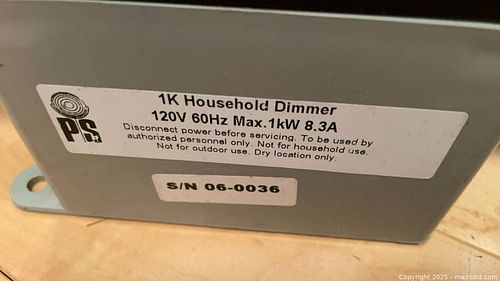 PS
1K Household Dimmer
120V 60Hz Max.1kW 8.3A
Disconnect power before servicing. To be used by
authorized personnel only. Not for household use.
Not for outdoor use. Dry location only.
S/N 06-0036
Copyright 2025 - maxsold.com